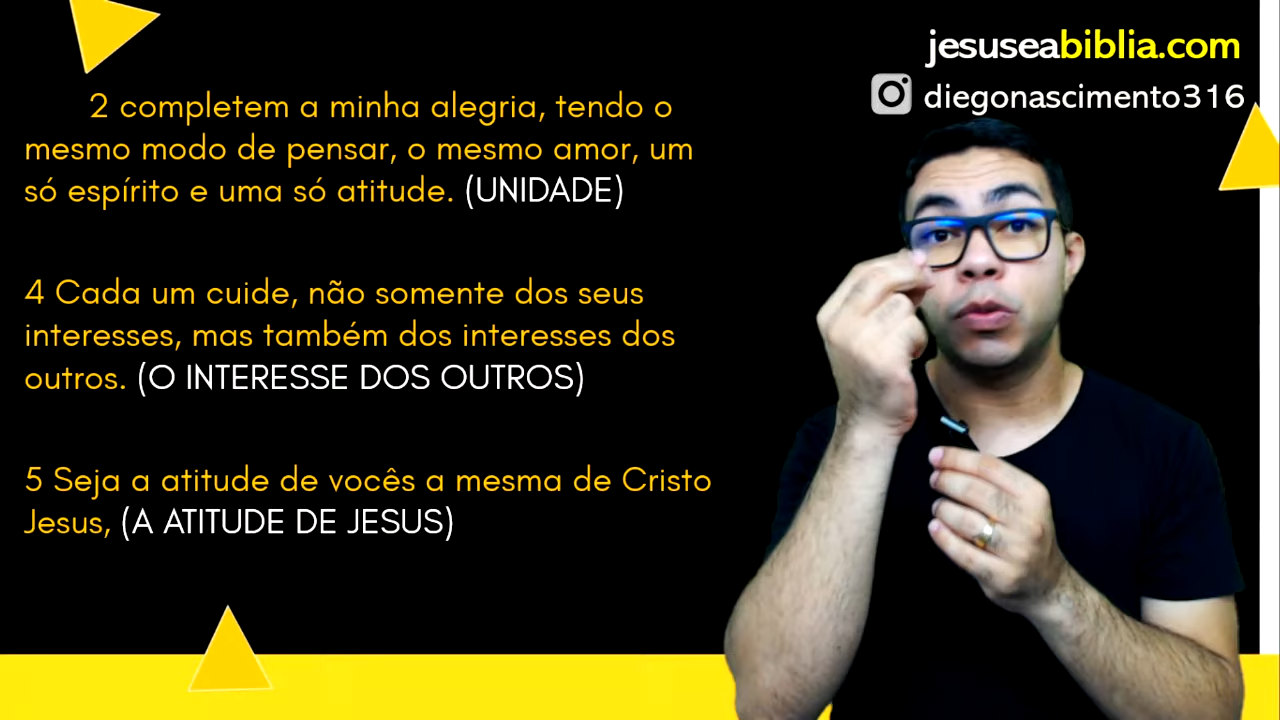 jesuseabiblia.com
diegonascimento316
2 completem a minha alegria, tendo o
mesmo modo de pensar, o mesmo amor, um
só espírito e uma só atitude. (UNIDADE)
4 Cada um cuide, não somente dos seus
interesses, mas também dos interesses dos
outros. (O INTERESSE DOS OUTROS)
5 Seja a atitude de vocês a mesma de Cristo
Jesus, (A ATITUDE DE JESUS)